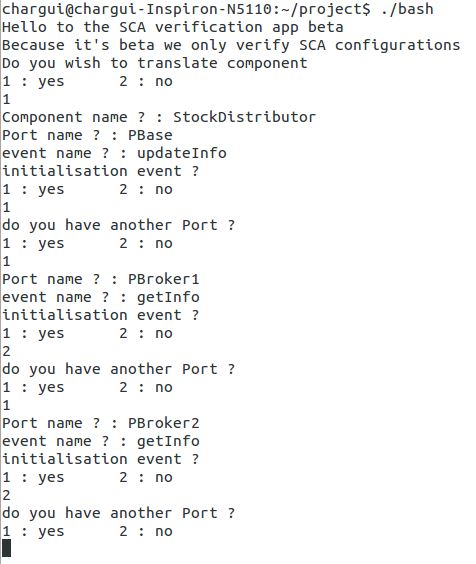 chargui@chargui-Inspiron-N5110:~/project$ ./bash
Hello to the SCA verification app beta
Because it's beta we only verify SCA configurations
Do you wish to translate component
1 : yes      2 : no
1
Component name ? : StockDistributor
Port name ? : PBase
event name ? : updateInfo
initialisation event ?
1 : yes      2 : no
1
do you have another Port ?
1 : yes      2 : no
1
Port name ? : PBroker1
event name ? : getInfo
initialisation event ?
1 : yes      2 : no
2
do you have another Port ?
1 : yes      2 : no
1
Port name ? : PBroker2
event name ? : getInfo
initialisation event ?
1 : yes      2 : no
2
do you have another Port ?
1 : yes      2 : no